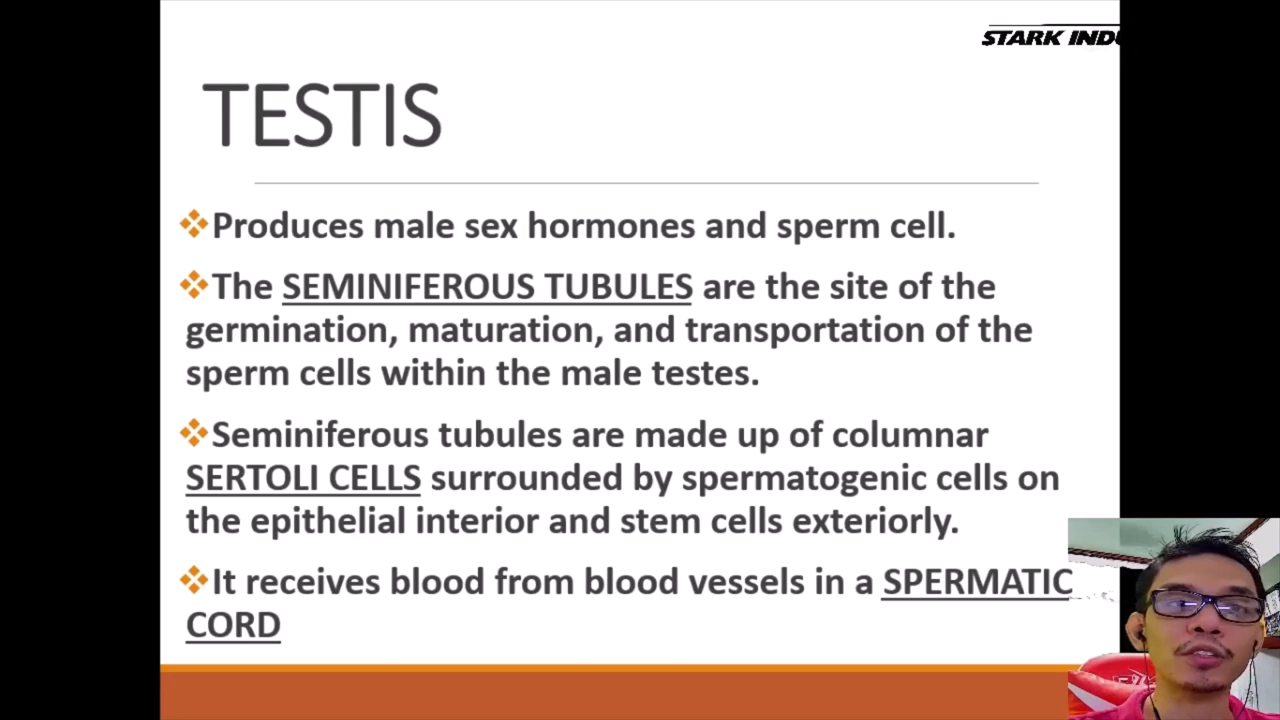 STARK INDU
TESTIS
❖Produces male sex hormones and sperm cell.
❖The SEMINIFEROUS TUBULES are the site of the
germination, maturation, and transportation of the
sperm cells within the male testes.
❖Seminiferous tubules are made up of columnar
SERTOLI CELLS surrounded by spermatogenic cells on
the epithelial interior and stem cells exteriorly.
❖It receives blood from blood vessels in a SPERMATIC
CORD